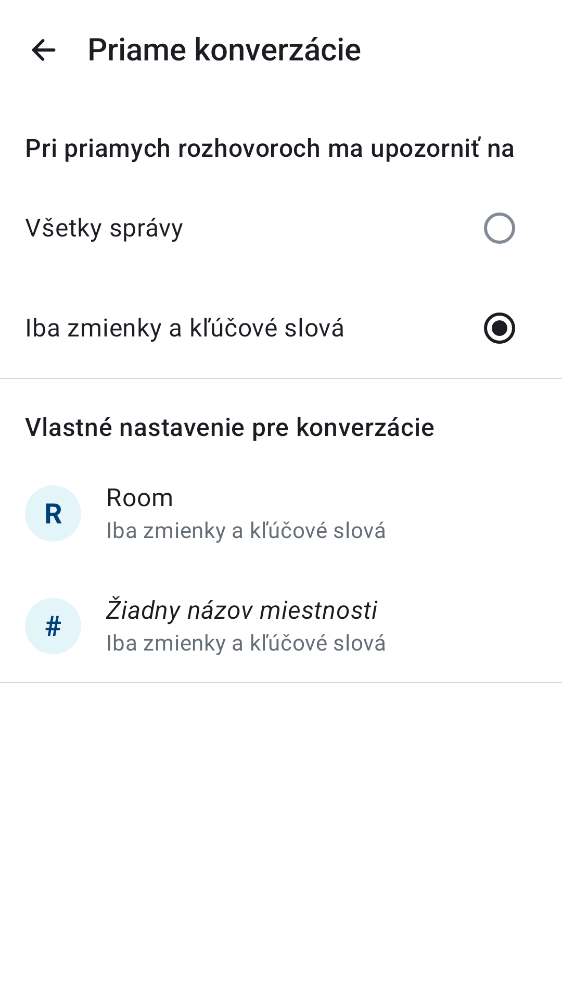 Priame konverzácie
Pri priamych rozhovoroch ma upozorniť na
Všetky správy
Iba zmienky a kľúčové slová
Vlastné nastavenie pre konverzácie
R
Room
Iba zmienky a kľúčové slová
#
Žiadny názov miestnosti
Iba zmienky a kľúčové slová